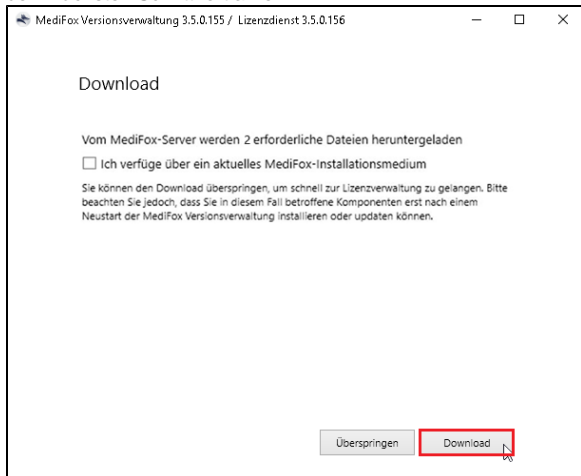 MediFox Versionsverwaltung 3.5.0.155 / Lizenzdienst 3.5.0.156
Download
Vom MediFox-Server werden 2 erforderliche Dateien heruntergeladen
Ich verfüge über ein aktuelles MediFox-Installationsmedium
Sie können den Download überspringen, um schnell zur Lizenzverwaltung zu gelangen. Bitte
beachten Sie jedoch, dass Sie in diesem Fall betroffene Komponenten erst nach einem
Neustart der MediFox Versionsverwaltung installieren oder updaten können.
Überspringen Download